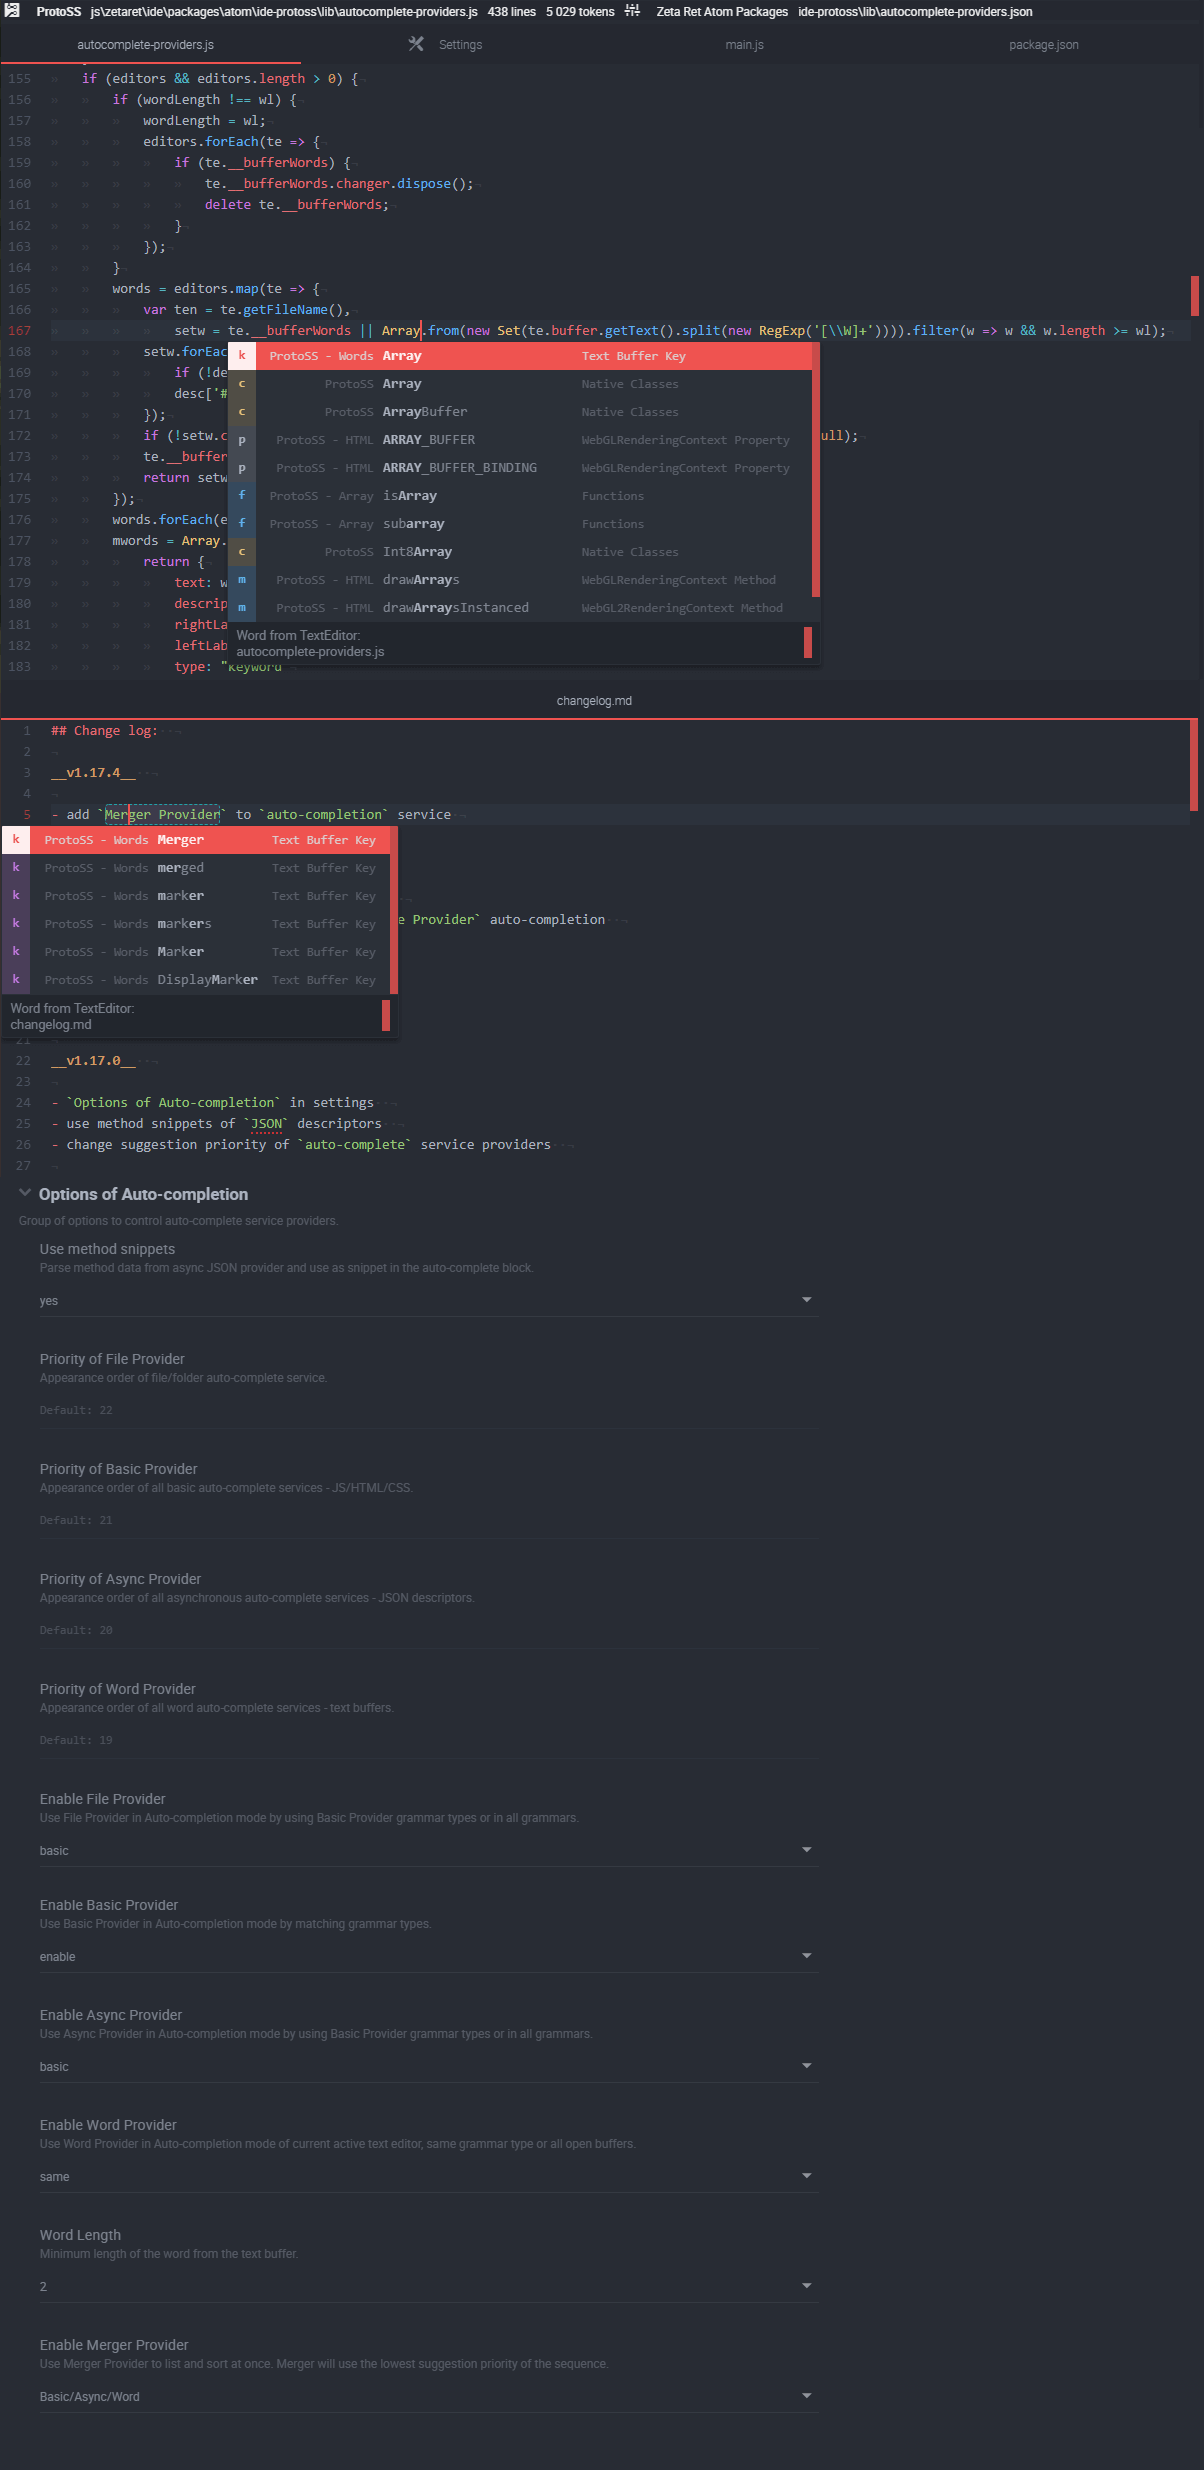 ProtoSS js\zetaret\ide\packages\atom\ide-protoss\lib\autocomplete-providers.js 438 lines 5 029 tokens Zeta Ret Atom Packages ide-protoss\lib\autocomplete-providers.json
autocomplete-providers.js Settings main.js package.json
155 if (editors && editors.length > 0) {
156 if (wordLength !== wl) {
157 wordLength = wl;
158 editors.forEach(te => {
159 if (te.__bufferWords) {
160 te.__bufferWords.changer.dispose();
161 delete te.__bufferWords;
162 }
163 });
164 }
165 words = editors.map(te => {
166 var ten = te.getFileName(),
167 setw = te.__bufferWords || Array.from(new Set(te.buffer.getText().split(new RegExp('[\\W]+')))).filter(w => w && w.length >= wl);
168 setw.forEac
k ProtoSS - Words Array Text Buffer Key
169 if (!de
c ProtoSS Array Native Classes
170 desc['#
c ProtoSS ArrayBuffer Native Classes
171 });
172 if (!setw.c
p ProtoSS - HTML ARRAY_BUFFER WebGLRenderingContext Property
ull);
173 te.__buffer
p ProtoSS - HTML ARRAY_BUFFER_BINDING WebGLRenderingContext Property
174 return setw
175 });
f ProtoSS - Array isArray Functions
176 words.forEach(e
f ProtoSS - Array subarray Functions
177 mwords = Array.
c ProtoSS Int8Array Native Classes
178 return {
179 text: w
m ProtoSS - HTML drawArrays WebGLRenderingContext Method
180 descrip
m ProtoSS - HTML drawArraysInstanced WebGL2RenderingContext Method
181 rightLa
182 leftLab
Word from TextEditor:
autocomplete-providers.js
183 type: "keyword
changelog.md
1 ## Change log:
2
3 __v1.17.4__
4
5 - add `Merger Provider` to `auto-completion` service
k ProtoSS - Words Merger Text Buffer Key
k ProtoSS - Words merged Text Buffer Key
k ProtoSS - Words marker Text Buffer Key
e Provider` auto-completion
k ProtoSS - Words markers Text Buffer Key
k ProtoSS - Words Marker Text Buffer Key
k ProtoSS - Words DisplayMarker Text Buffer Key
Word from TextEditor:
changelog.md
21
22 __v1.17.0__
23
24 - `Options of Auto-completion` in settings
25 - use method snippets of `JSON` descriptors
26 - change suggestion priority of `auto-complete` service providers
27
Options of Auto-completion
Group of options to control auto-complete service providers.
Use method snippets
Parse method data from async JSON provider and use as snippet in the auto-complete block.
yes
Priority of File Provider
Appearance order of file/folder auto-complete service.
Default: 22
Priority of Basic Provider
Appearance order of all basic auto-complete services - JS/HTML/CSS.
Default: 21
Priority of Async Provider
Appearance order of all asynchronous auto-complete services - JSON descriptors.
Default: 20
Priority of Word Provider
Appearance order of all word auto-complete services - text buffers.
Default: 19
Enable File Provider
Use File Provider in Auto-completion mode by using Basic Provider grammar types or in all grammars.
basic
Enable Basic Provider
Use Basic Provider in Auto-completion mode by matching grammar types.
enable
Enable Async Provider
Use Async Provider in Auto-completion mode by using Basic Provider grammar types or in all grammars.
basic
Enable Word Provider
Use Word Provider in Auto-completion mode of current active text editor, same grammar type or all open buffers.
same
Word Length
Minimum length of the word from the text buffer.
2
Enable Merger Provider
Use Merger Provider to list and sort at once. Merger will use the lowest suggestion priority of the sequence.
Basic/Async/Word